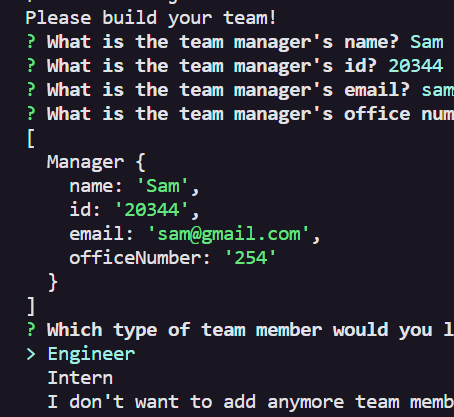 Please build your team!
? What is the team manager's name? Sam
? What is the team manager's id? 20344
? What is the team manager's email? sam
? What is the team manager's office num
[
Manager {
name: 'Sam',
id: '20344',
email: 'sam@gmail.com',
officeNumber: '254'
}
]
? Which type of team member would you l
> Engineer
Intern
I don't want to add anymore team memb